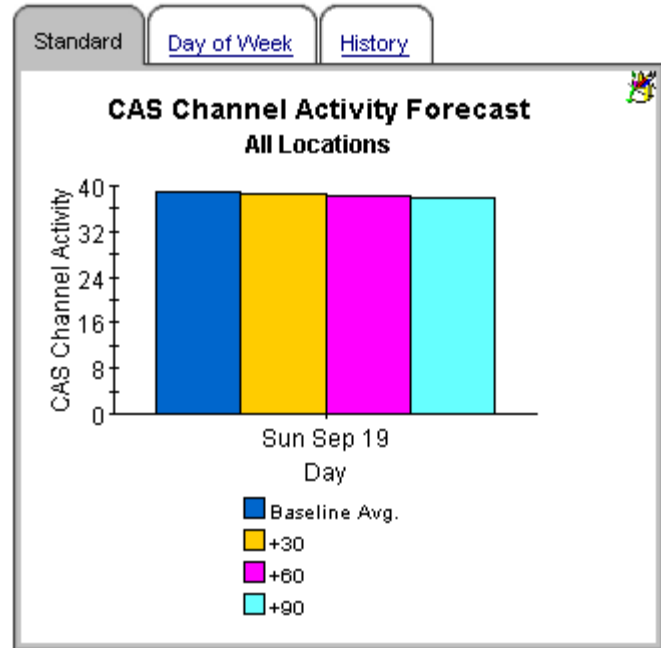 Standard
Day of Week
History
CAS Channel Activity Forecast
All Locations
CAS Channel Activity
40
32
24
16
8
0
Sun Sep 19
Day
Baseline Avg.
+30
+60
+90